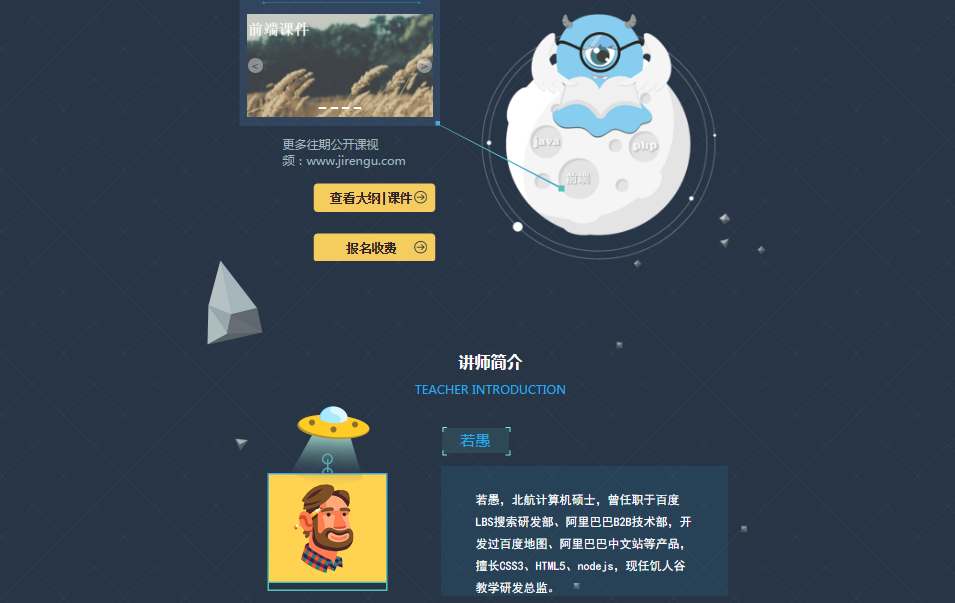 前端课件
<
>
更多往期公开课视
频：www.jirengu.com
查看大纲|课件
报名收费
java
php
前端
讲师简介
TEACHER INTRODUCTION
若愚
若愚，北航计算机硕士，曾任职于百度
LBS搜索研发部、阿里巴巴B2B技术部，开
发过百度地图、阿里巴巴中文站等产品，
擅长CSS3、HTML5、nodejs，现任饥人谷
教学研发总监。